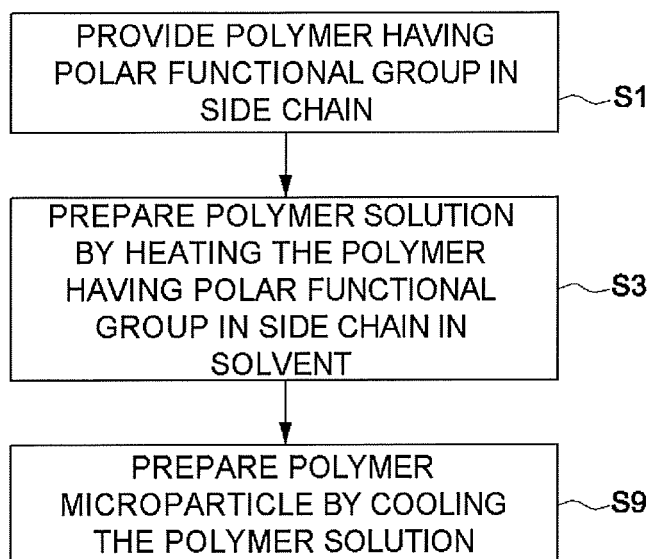 PROVIDE POLYMER HAVING
POLAR FUNCTIONAL GROUP IN
SIDE CHAIN
S1
PREPARE POLYMER SOLUTION
BY HEATING THE POLYMER
HAVING POLAR FUNCTIONAL
GROUP IN SIDE CHAIN IN
SOLVENT
S3
PREPARE POLYMER
MICROPARTICLE BY COOLING
THE POLYMER SOLUTION
S9